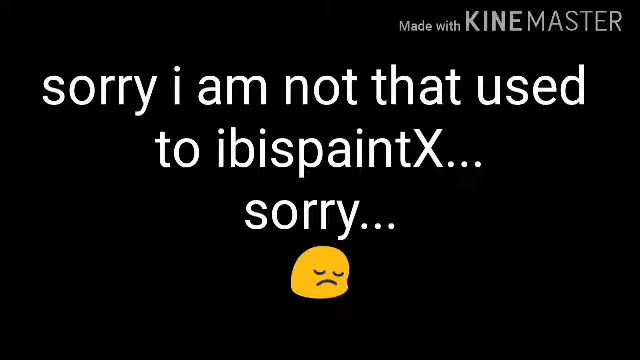 Made with KINEMASTER
sorry i am not that used
to ibispaintX...
sorry...
😔